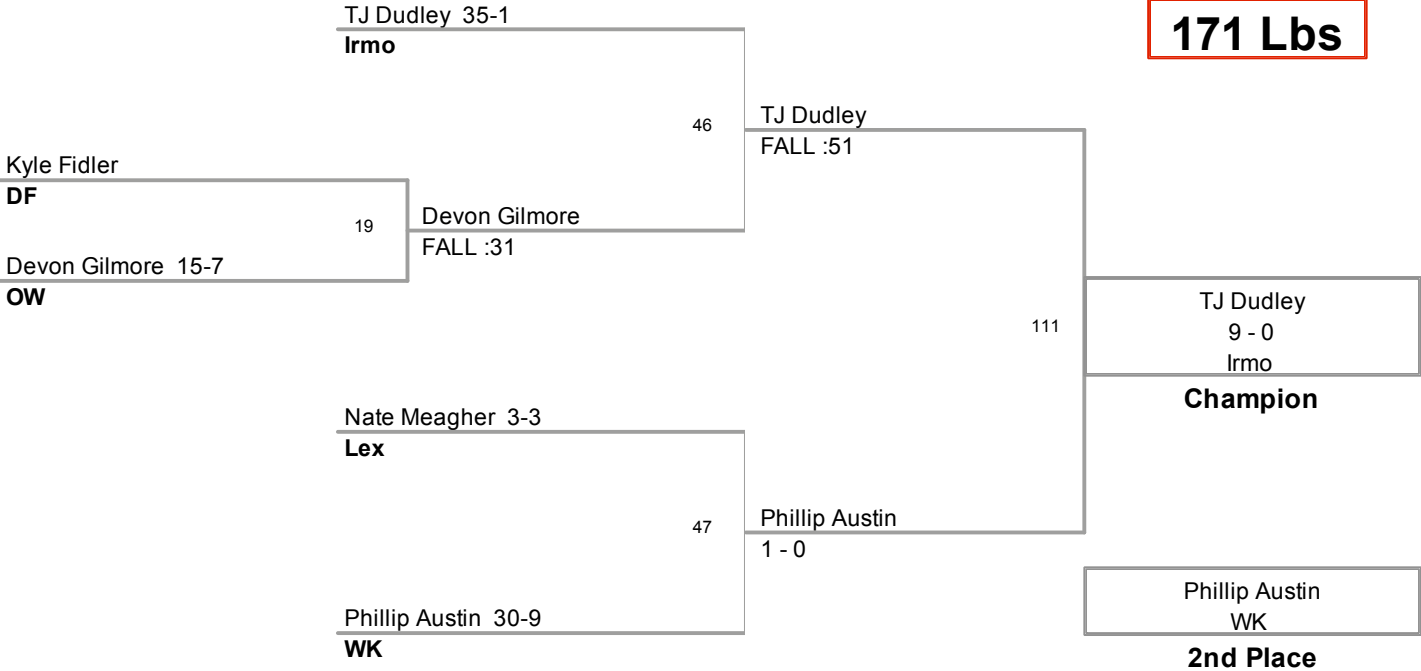 TJ Dudley 35-1
Irmo
171 Lbs
46
TJ Dudley
FALL :51
Kyle Fidler
DF
19
Devon Gilmore
FALL :31
Devon Gilmore 15-7
OW
111
TJ Dudley
9 - 0
Irmo
Champion
Nate Meagher 3-3
Lex
47
Phillip Austin
1 - 0
Phillip Austin 30-9
WK
Phillip Austin
WK
2nd Place